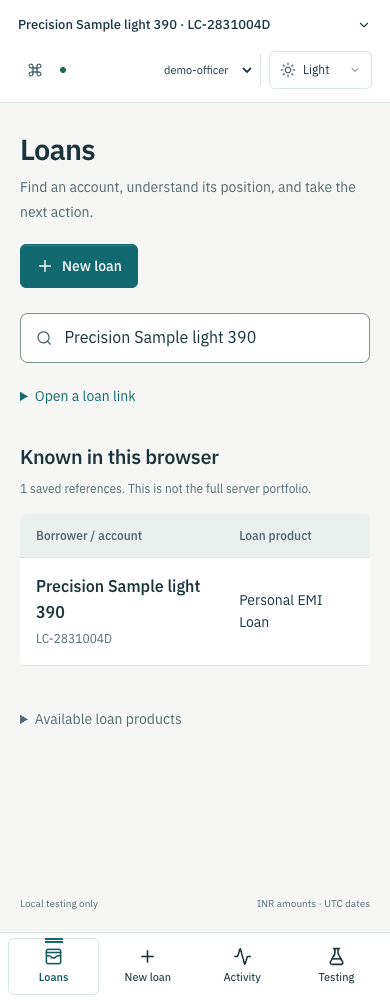 Precision Sample light 390 · LC-2831004D
⌘
demo-officer
Light
Loans
Find an account, understand its position, and take the
next action.
New loan
Precision Sample light 390
Open a loan link
Known in this browser
1 saved references. This is not the full server portfolio.
Borrower / account Loan product
Precision Sample light
390
LC-2831004D
Personal EMI
Loan
Available loan products
Local testing only INR amounts · UTC dates
Loans New loan Activity Testing